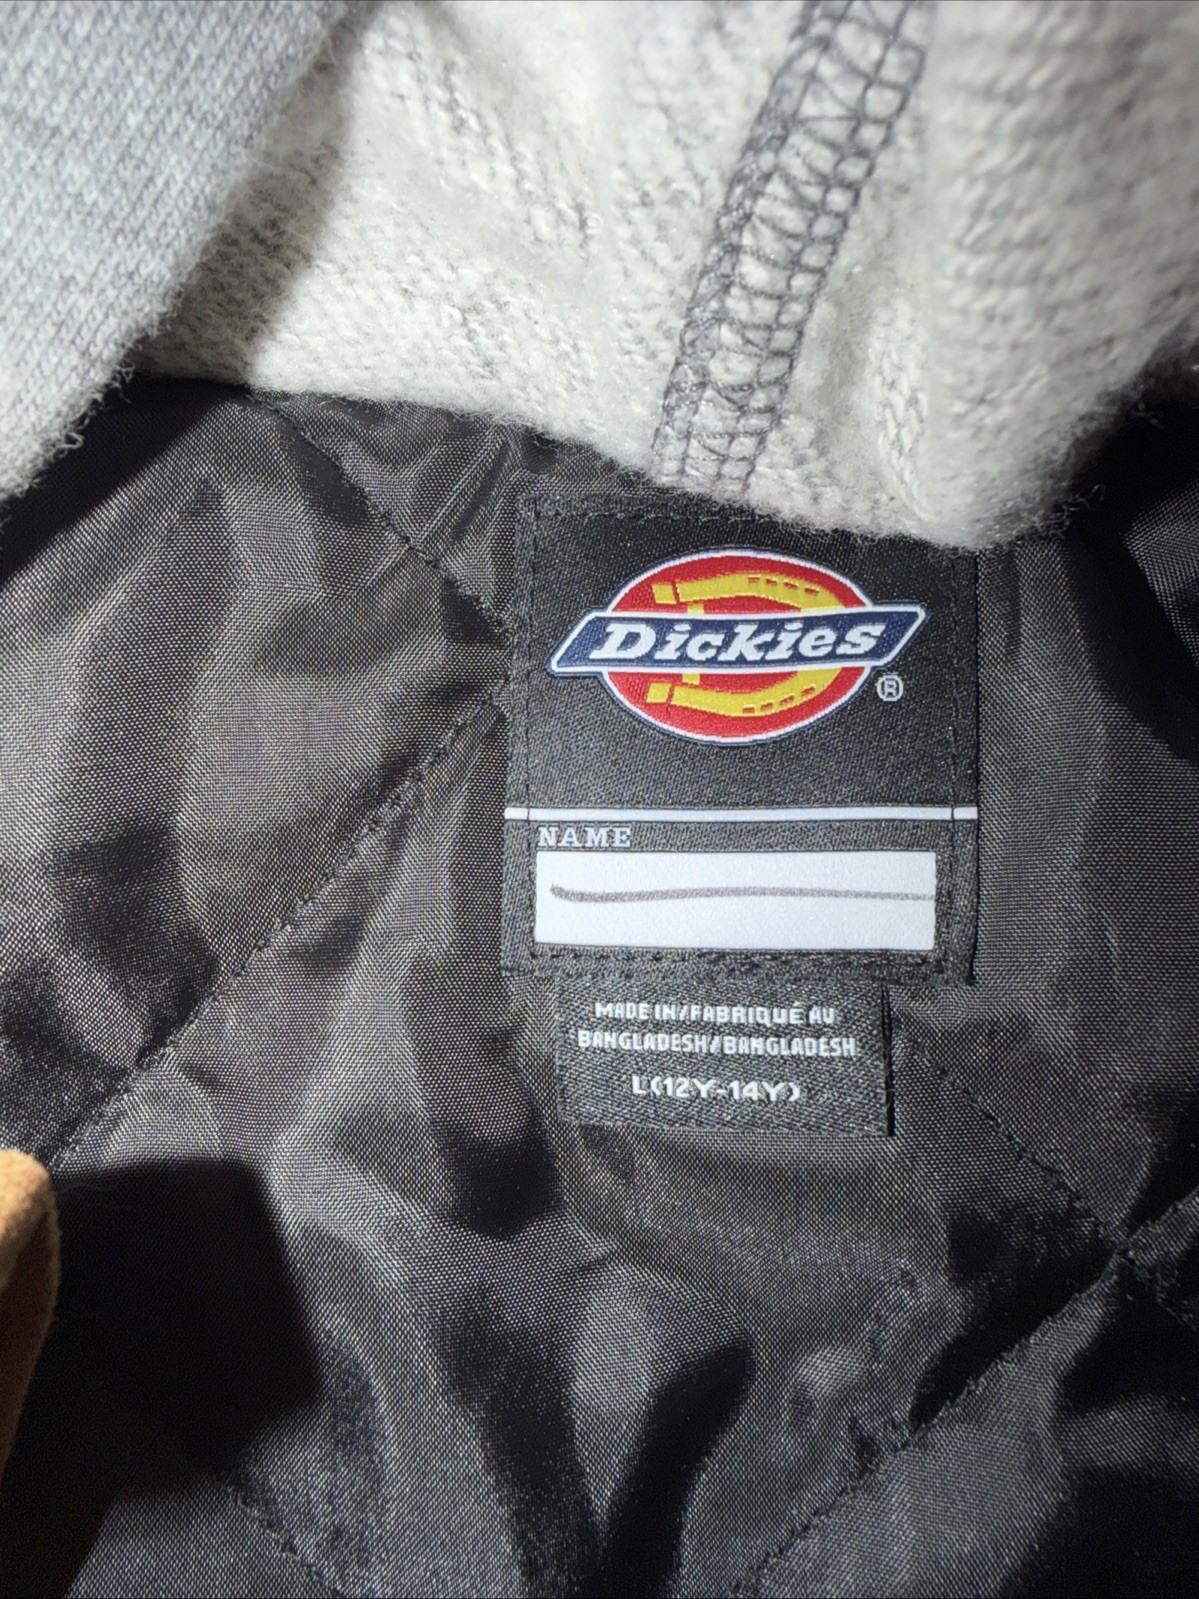 Dickies
®
NAME
MADE IN/FABRIQUÉ AU
BANGLADESH/BANGLADESH
L(12Y-14Y)